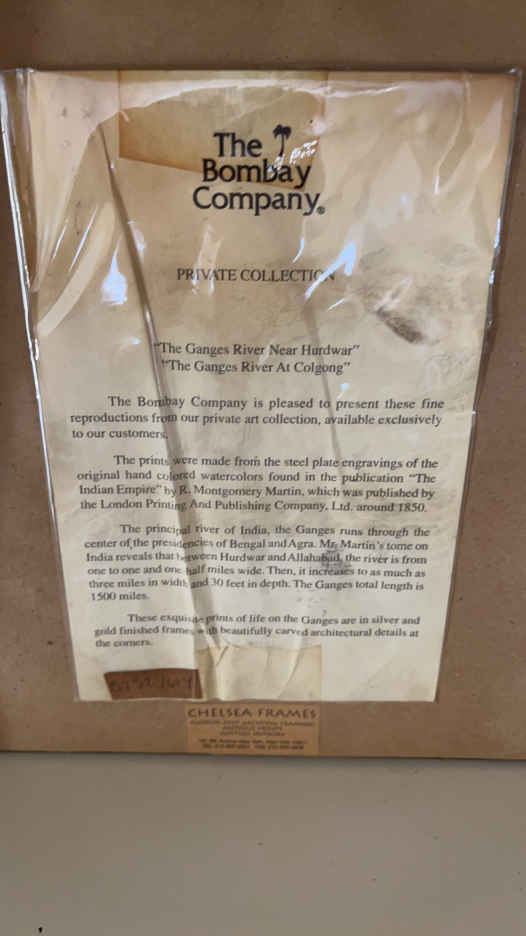 The
Bombay
Company®
PRIVATE COLLECTION
"The Ganges River Near Hurdwar"
"The Ganges River At Colgong"
The Bombay Company is pleased to present these fine
reproductions from our private art collection, available exclusively
to our customers.
The prints were made from the steel plate engravings of the
original hand colored watercolors found in the publication "The
Indian Empire" by R. Montgomery Martin, which was published by
the London Printing And Publishing Company, Ltd. around 1850.
The principal river of India, the Ganges runs through the
center of the presidencies of Bengal and Agra. Mr. Martin's tome on
India reveals that between Hurdwar and Allahabad, the river is from
one to one and one half miles wide. Then, it increases to as much as
three miles in width and 30 feet in depth. The Ganges total length is
1500 miles.
These exquisite prints of life on the Ganges are in silver and
gold finished frames with beautifully carved architectural details at
the corners.
CHELSEA FRAMES